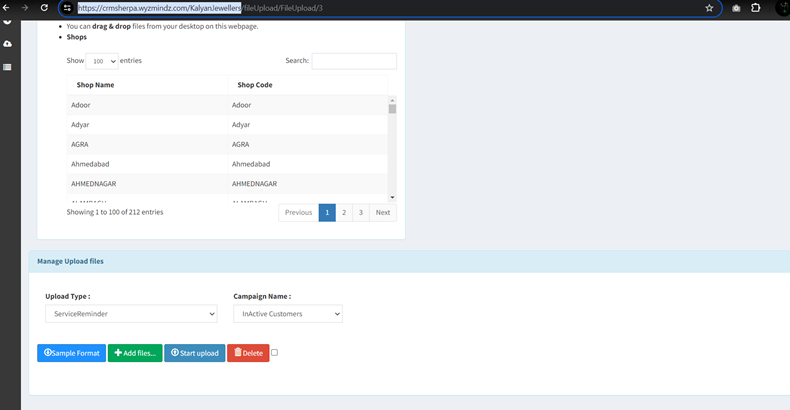 https://crmsherpa.wyzmindz.com/KalyanJewellers/fileUpload/FileUpload/3
You can drag & drop files from your desktop on this webpage.
Shops
Show 100 entries Search:
Shop Name Shop Code
Adoor Adoor
Adyar Adyar
AGRA AGRA
Ahmedabad Ahmedabad
AHMEDNAGAR AHMEDNAGAR
Showing 1 to 100 of 212 entries Previous 1 2 3 Next
Manage Upload files
Upload Type : Campaign Name :
ServiceReminder InActive Customers
Sample Format Add files... Start upload Delete